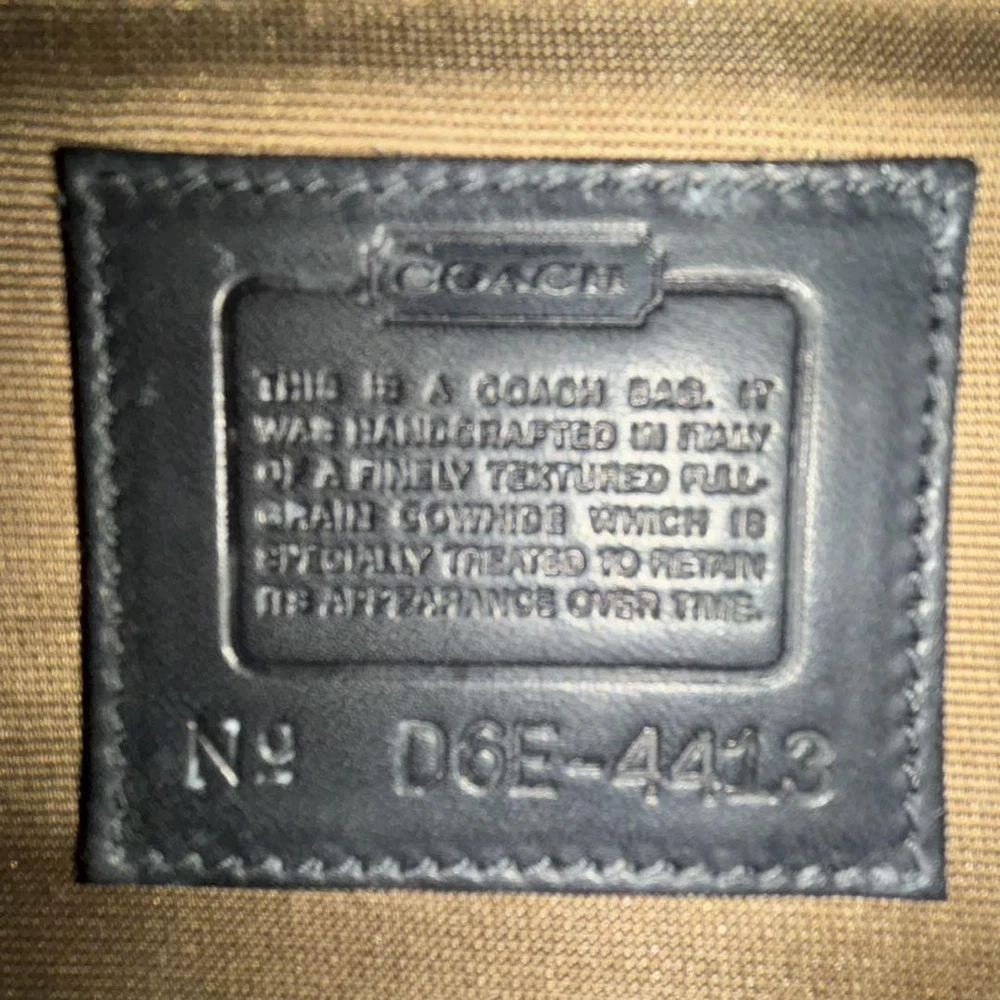 COACH
THIS IS A COACH BAG. IT
WAS HANDCRAFTED IN ITALY
OF A FINELY TEXTURED FULL-
GRAIN COWHIDE WHICH IS
SPECIALLY TREATED TO RETAIN
ITS APPEARANCE OVER TIME.
Nº D6E-4413